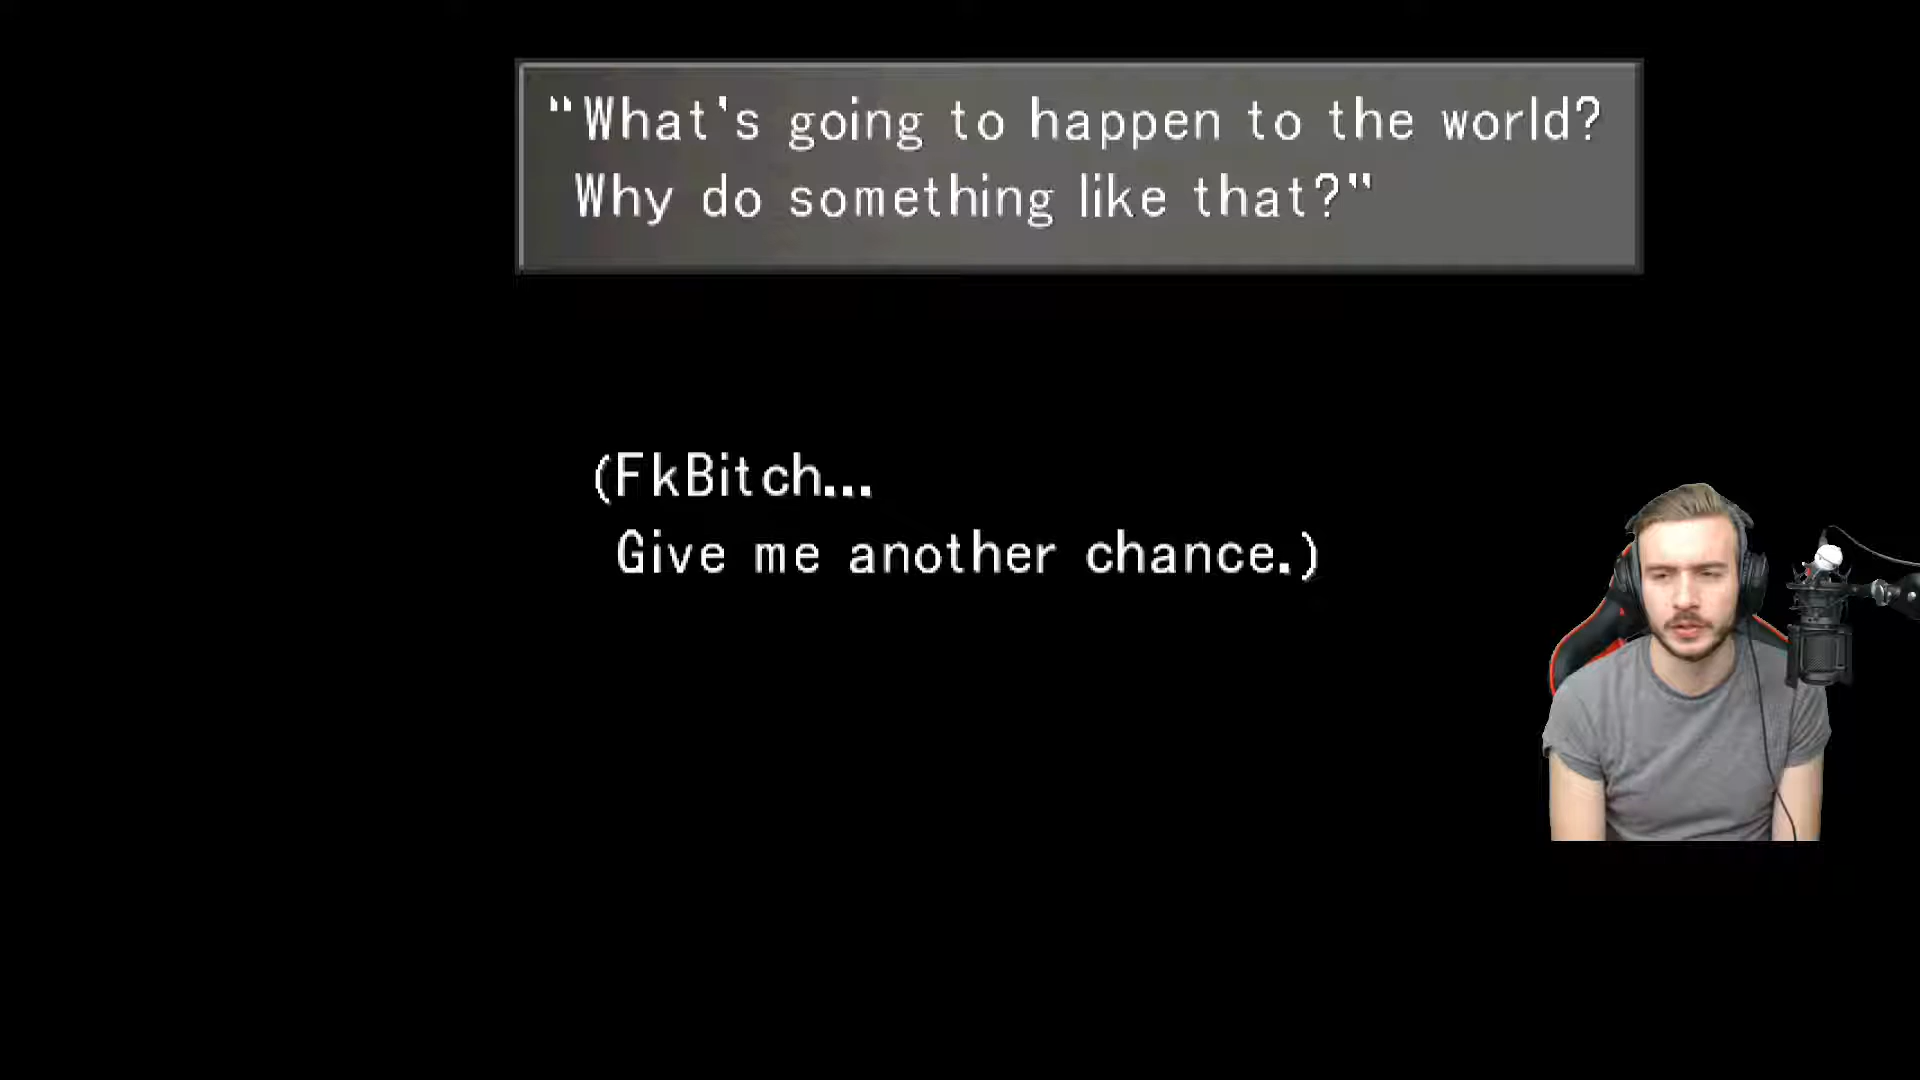 “What's going to happen to the world?
Why do something like that?”
(FkBitch...
Give me another chance.)